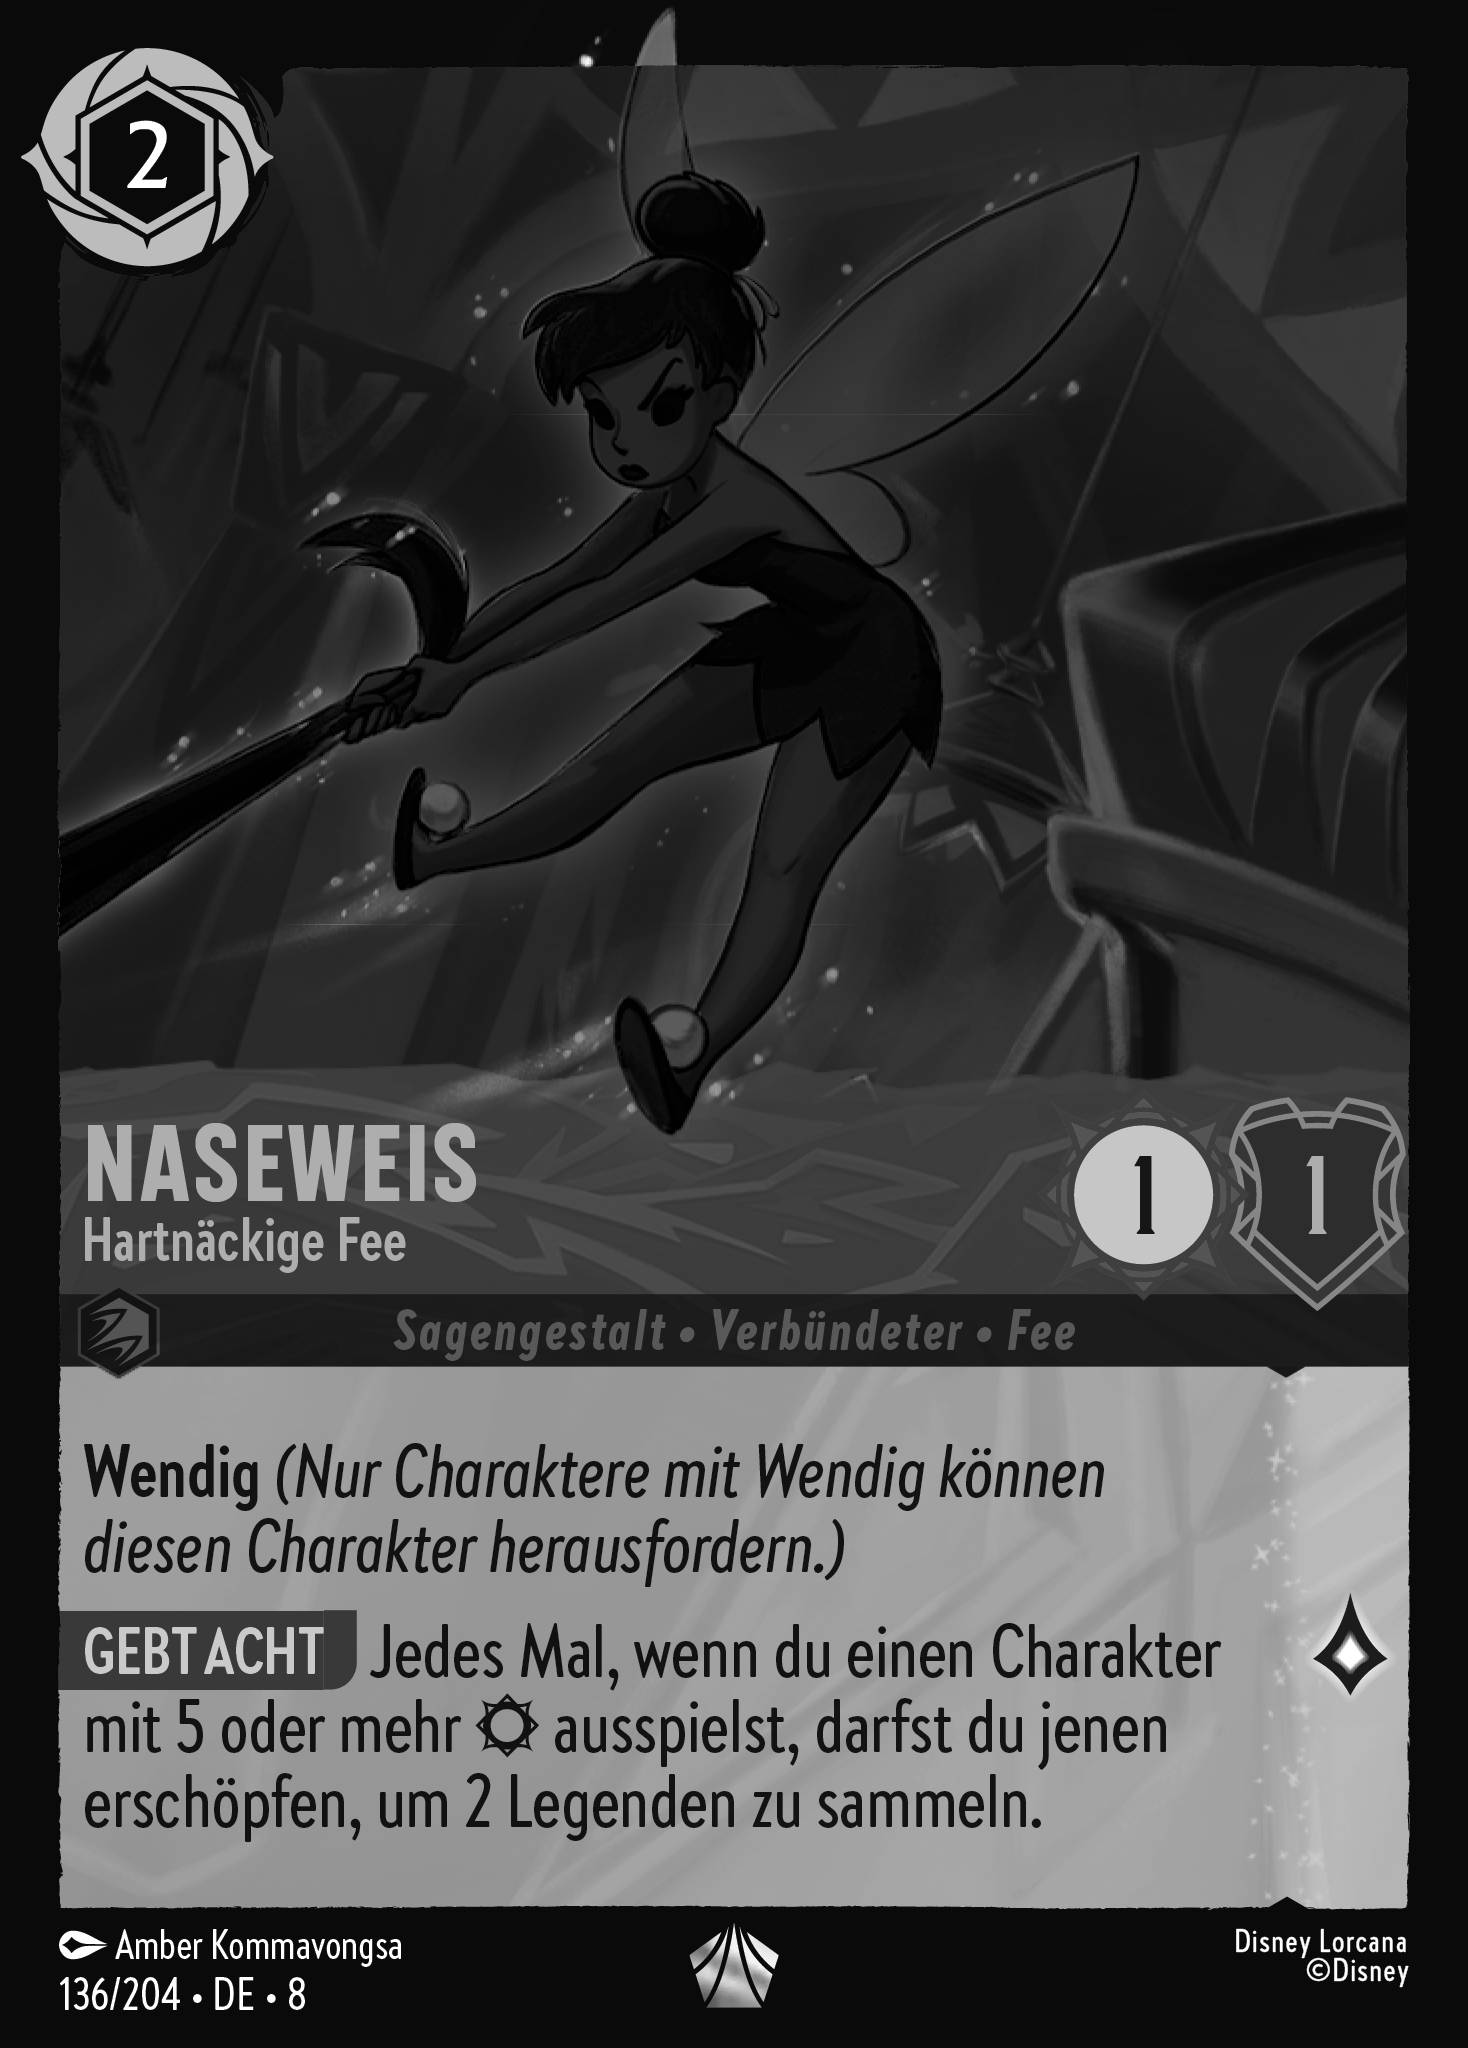 2
NASEWEIS
Hartnäckige Fee
1 1
Sagengestalt • Verbündeter • Fee
Wendig (Nur Charaktere mit Wendig können
diesen Charakter herausfordern.)
GEBT ACHT Jedes Mal, wenn du einen Charakter
mit 5 oder mehr ausspielst, darfst du jenen
erschöpfen, um 2 Legenden zu sammeln.
Amber Kommavongsa
136/204 • DE • 8
Disney Lorcana
©Disney